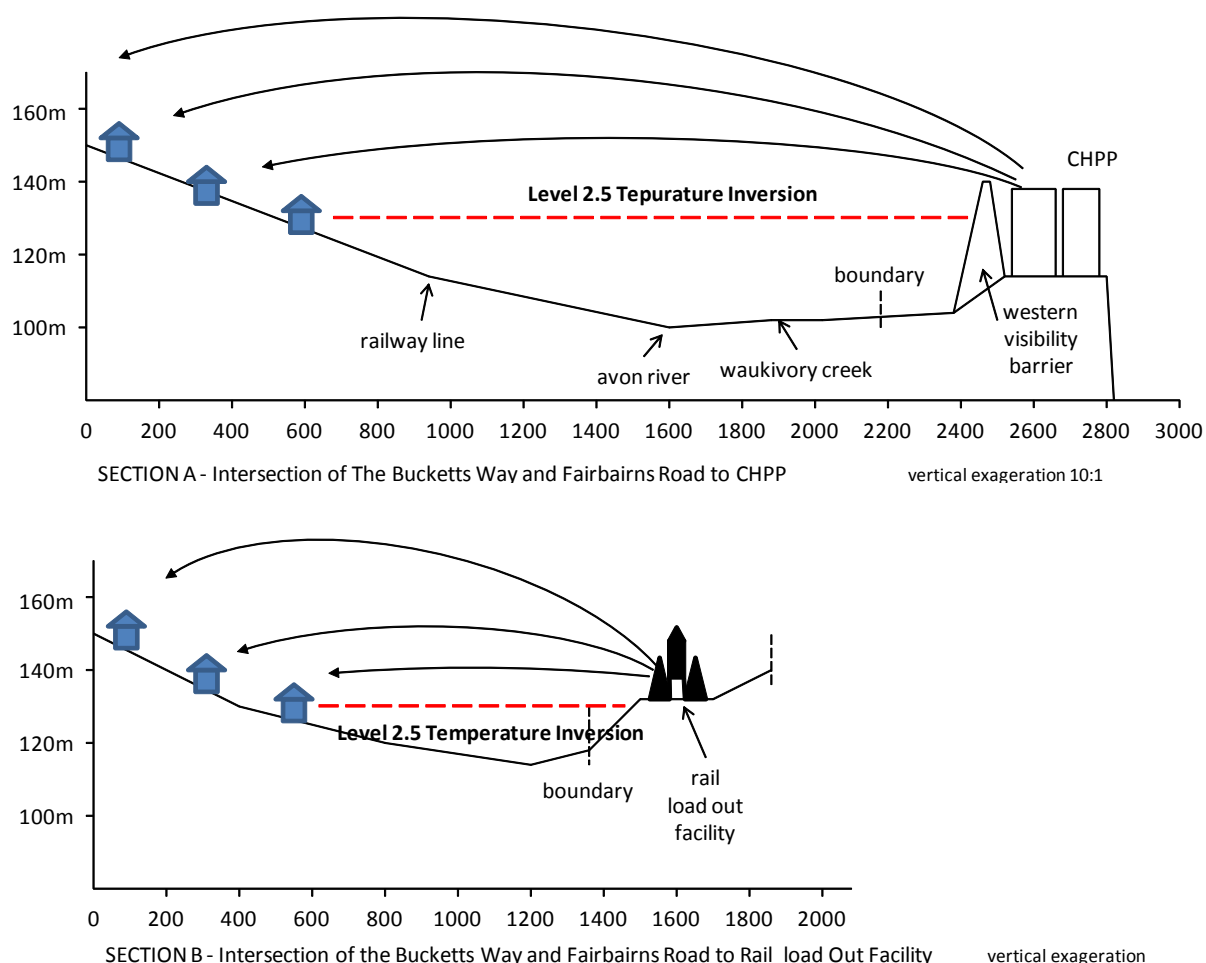 160m
CHPP
140m
Level 2.5 Tepurature Inversion
120m
boundary
100m
railway line
avon river
waukivory creek
western
visibility
barrier
0 200 400 600 800 1000 1200 1400 1600 1800 2000 2200 2400 2600 2800 3000
SECTION A - Intersection of The Bucketts Way and Fairbairns Road to CHPP
vertical exageration 10:1
160m
140m
120m
Level 2.5 Temperature Inversion
boundary
100m
rail
load out
facility
0 200 400 600 800 1000 1200 1400 1600 1800 2000
SECTION B - Intersection of the Bucketts Way and Fairbairns Road to Rail load Out Facility
vertical exageration